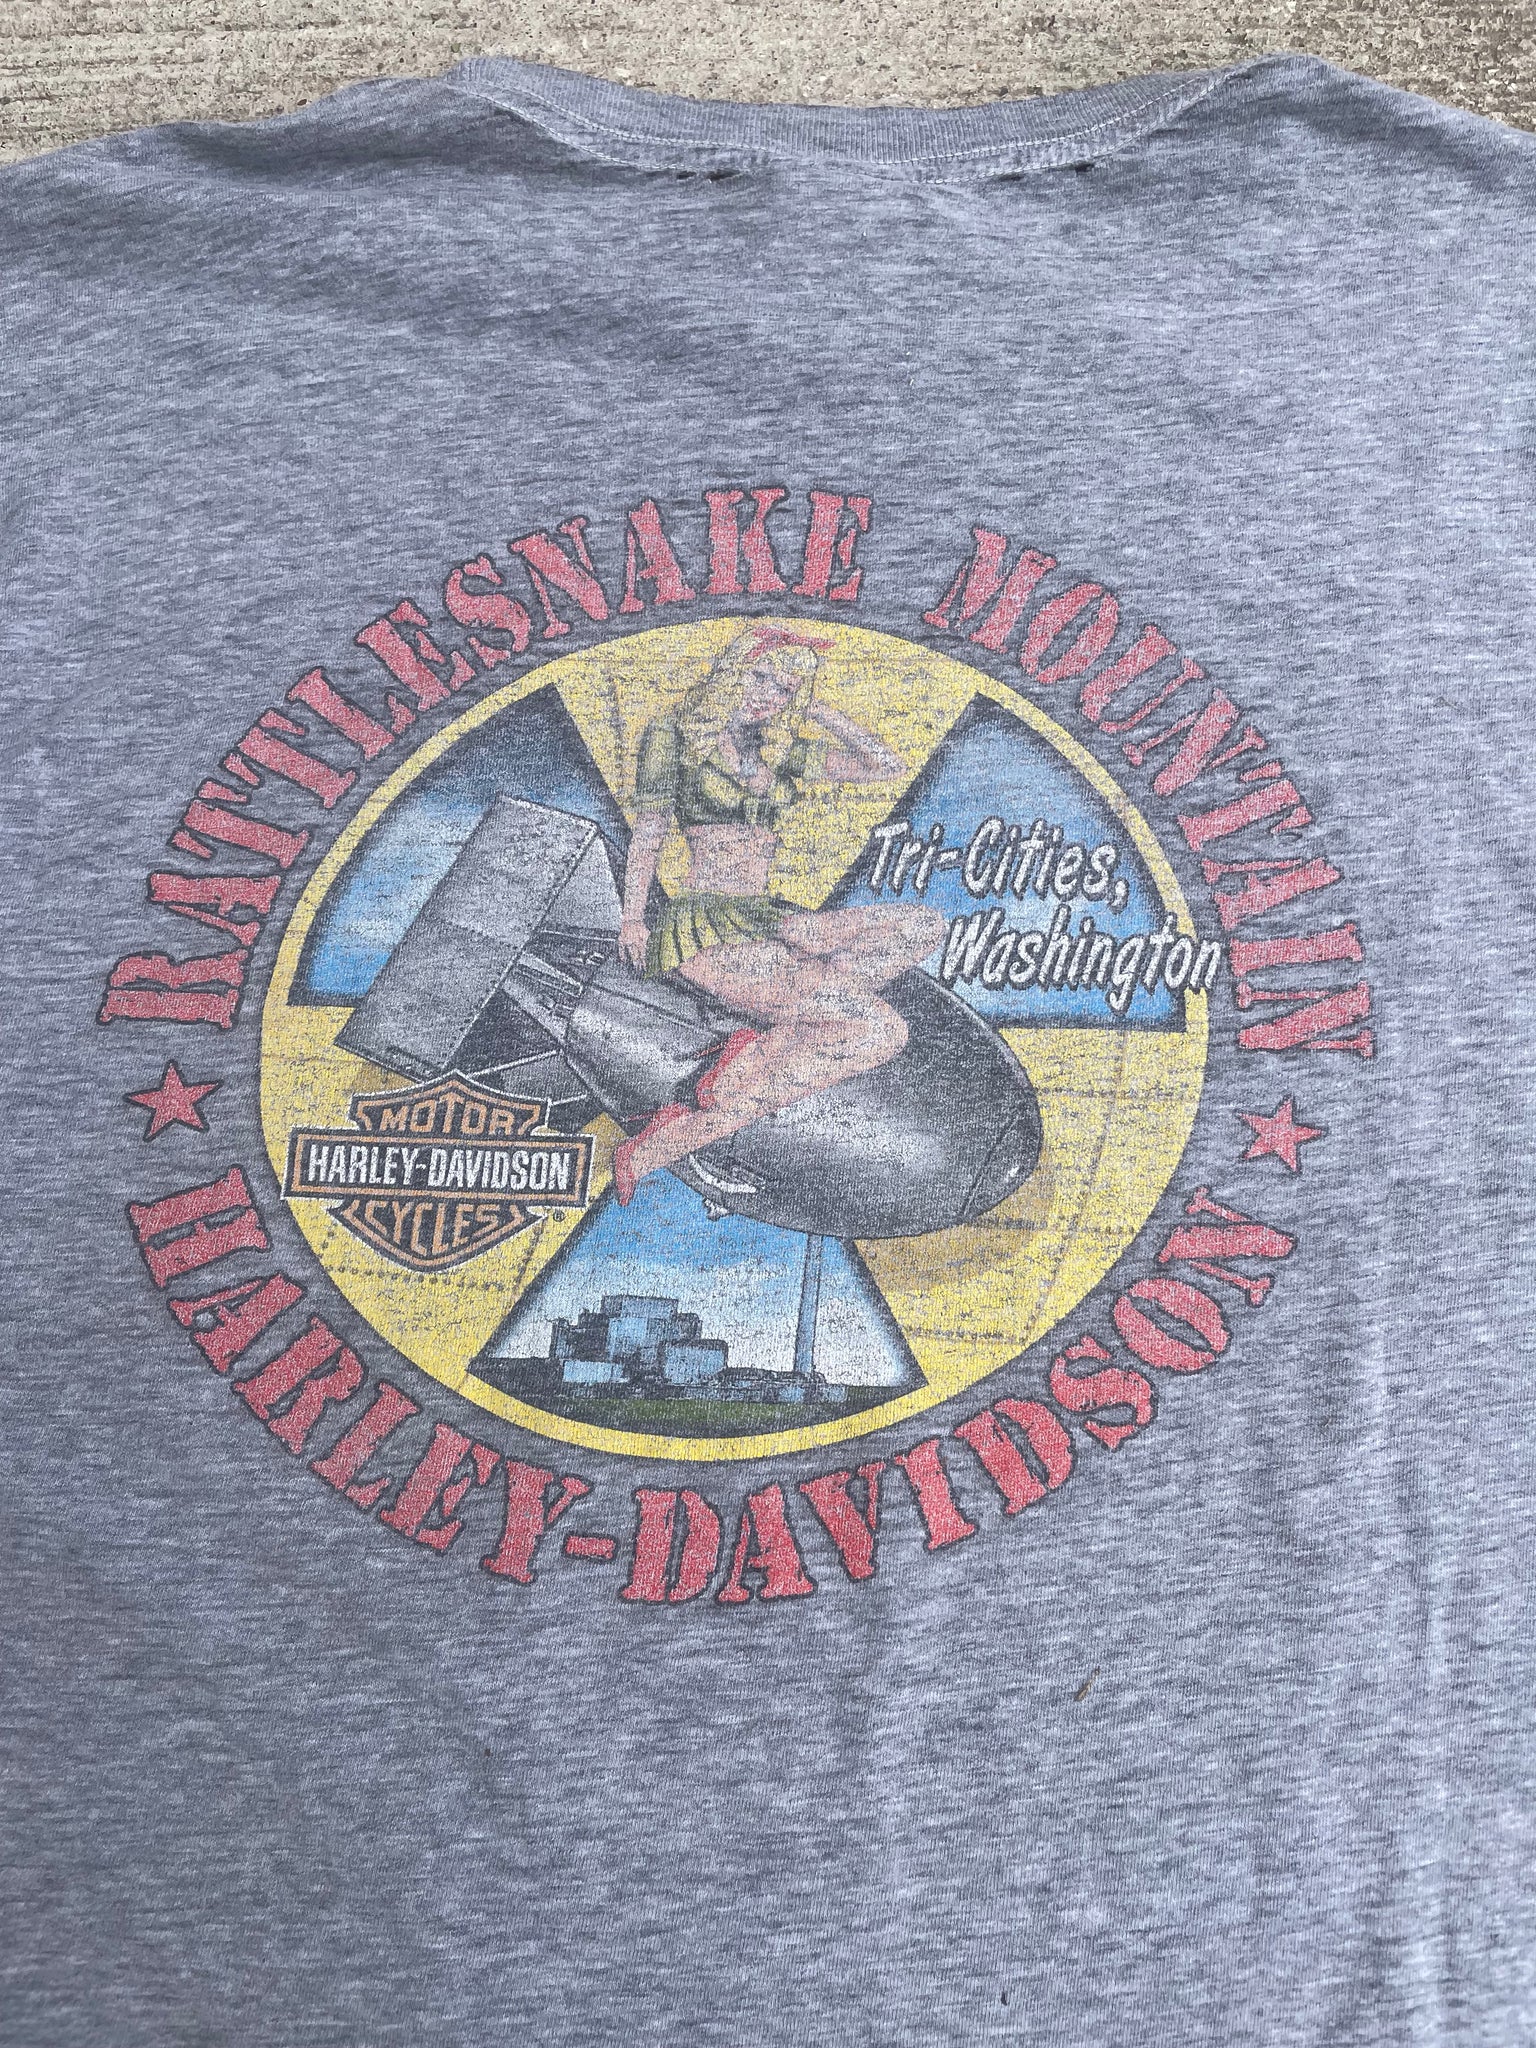 RATTLESNAKE MOUNTAIN
Tri-Cities,
Washington
MOTOR
HARLEY-DAVIDSON
CYCLES
®
HARLEY-DAVIDSON